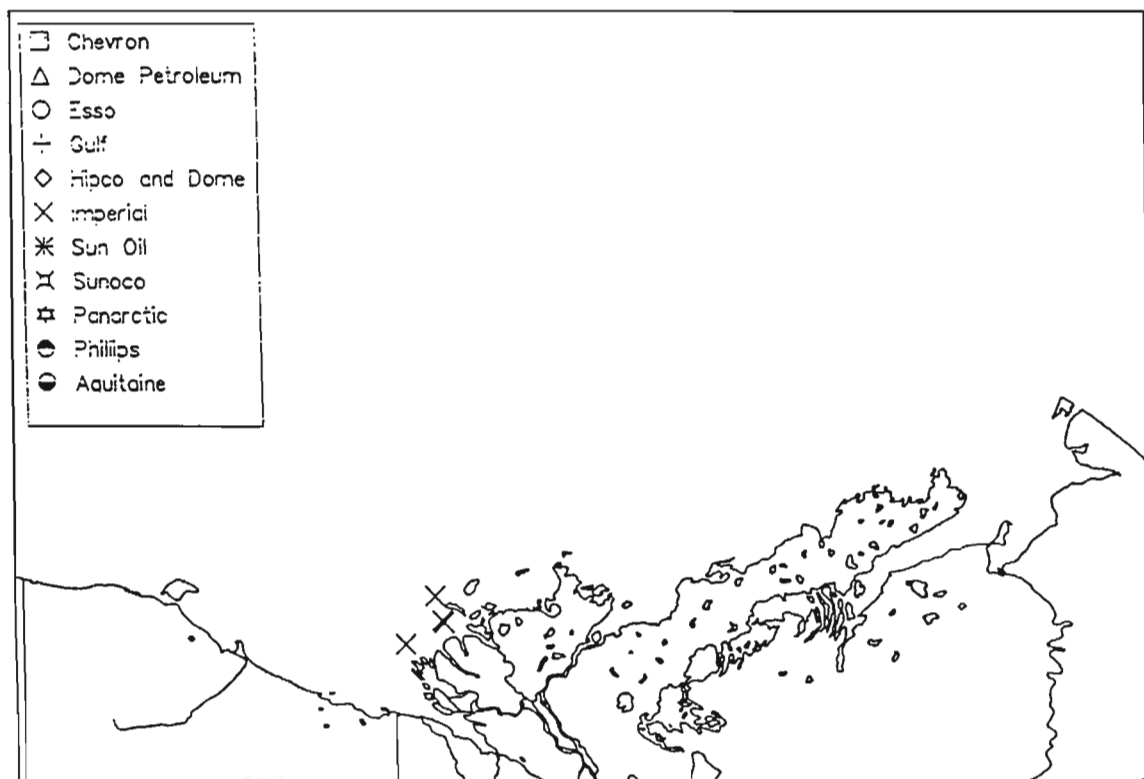 Chevron
Dome Petroleum
Esso
Gulf
Hipco and Dome
Imperial
Sun Oil
Sunoco
Panarctic
Phillips
Aquitaine